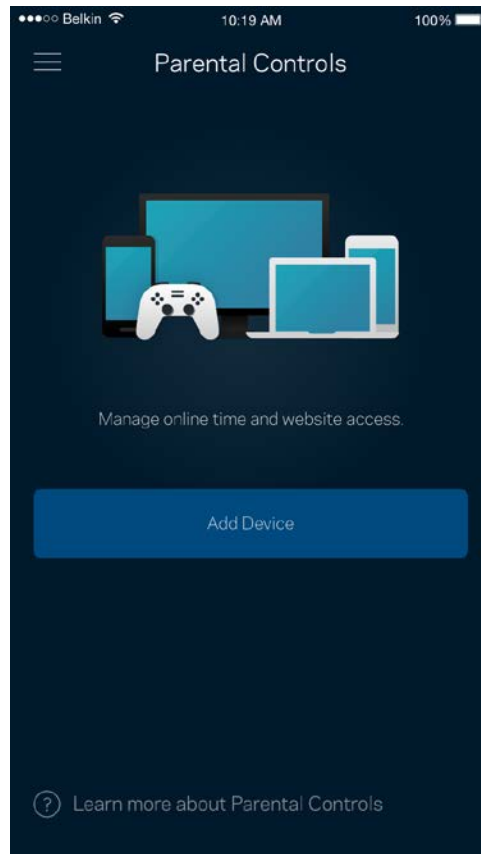 Belkin 10:19 AM 100%
Parental Controls
Manage online time and website access.
Add Device
? Learn more about Parental Controls